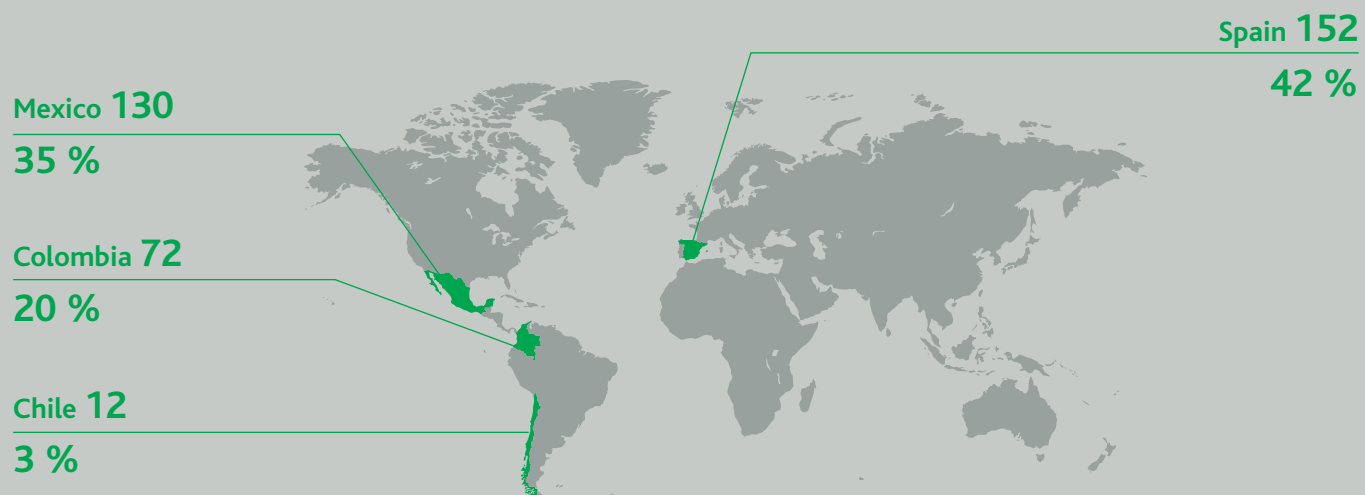 Spain 152
42 %
Mexico 130
35 %
Colombia 72
20 %
Chile 12
3 %